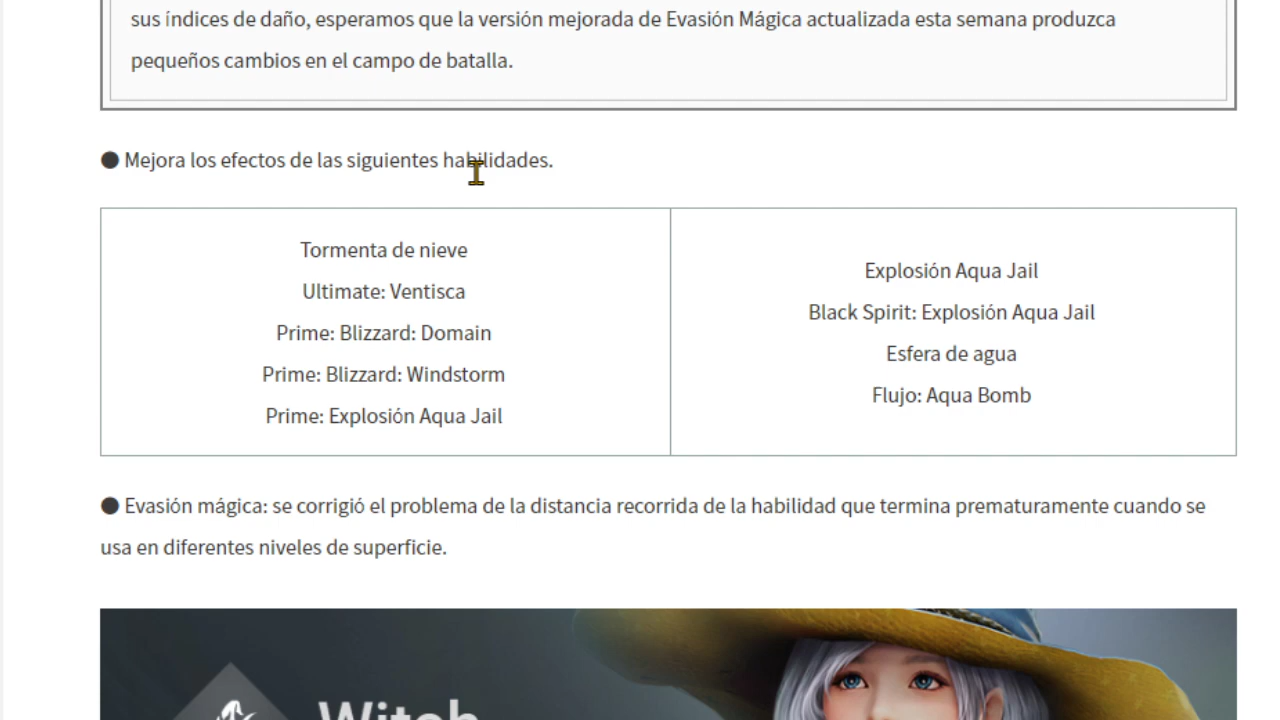 sus índices de daño, esperamos que la versión mejorada de Evasión Mágica actualizada esta semana produzca
pequeños cambios en el campo de batalla.
● Mejora los efectos de las siguientes habilidades.
Tormenta de nieve
Ultimate: Ventisca
Prime: Blizzard: Domain
Prime: Blizzard: Windstorm
Prime: Explosión Aqua Jail
Explosión Aqua Jail
Black Spirit: Explosión Aqua Jail
Esfera de agua
Flujo: Aqua Bomb
● Evasión mágica: se corrigió el problema de la distancia recorrida de la habilidad que termina prematuramente cuando se
usa en diferentes niveles de superficie.
Witch